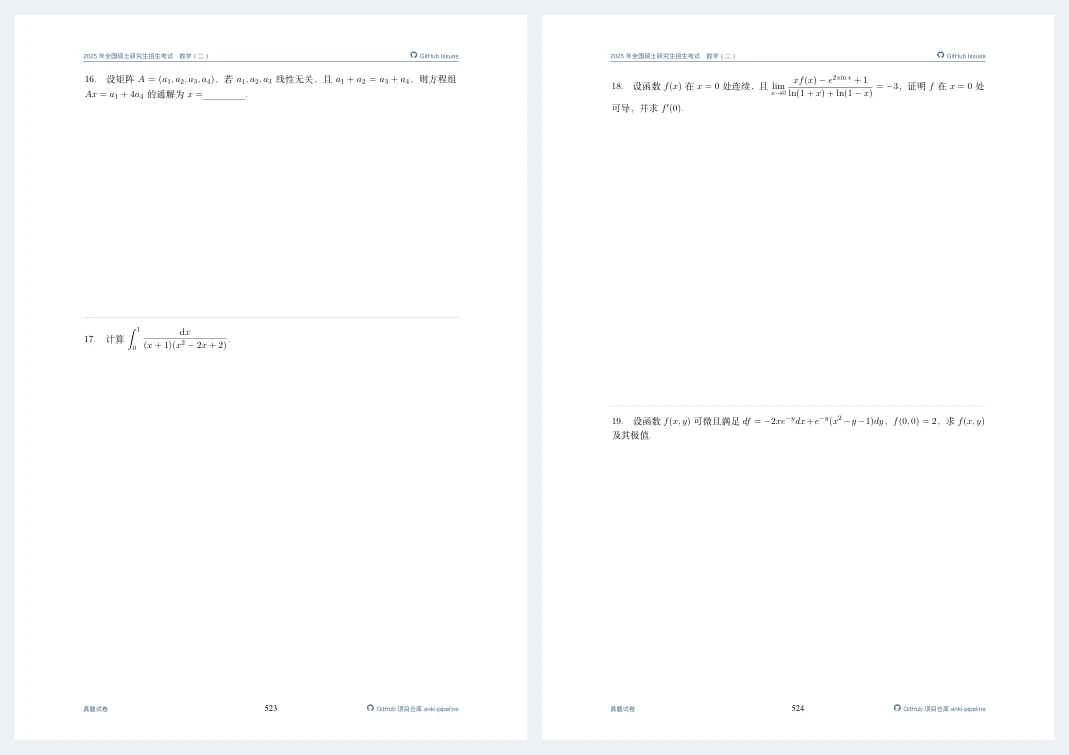 2025 年全国硕士研究生招生考试 数学（二）
GitHub Issues
16. 设矩阵 A = (a₁, a₂, a₃, a₄)，若 a₁, a₂, a₃ 线性无关，且 a₁ + a₂ = a₃ + a₄，则方程组
Ax = a₁ + 4a₄ 的通解为 x =________.
17. 计算 ∫₀¹ dx / ((x + 1)(x² − 2x + 2)).
真题试卷
523
GitHub 项目仓库 anki-pipeline
2025 年全国硕士研究生招生考试 数学（二）
GitHub Issues
18. 设函数 f(x) 在 x = 0 处连续，且 lim_{x→0} (xf(x) − e^{2 sin x} + 1) / (ln(1 + x) + ln(1 − x)) = −3，证明 f 在 x = 0 处
可导，并求 f′(0).
19. 设函数 f(x, y) 可微且满足 df = −2xe^{−y}dx + e^{−y}(x² − y − 1)dy，f(0, 0) = 2，求 f(x, y)
及其极值.
真题试卷
524
GitHub 项目仓库 anki-pipeline